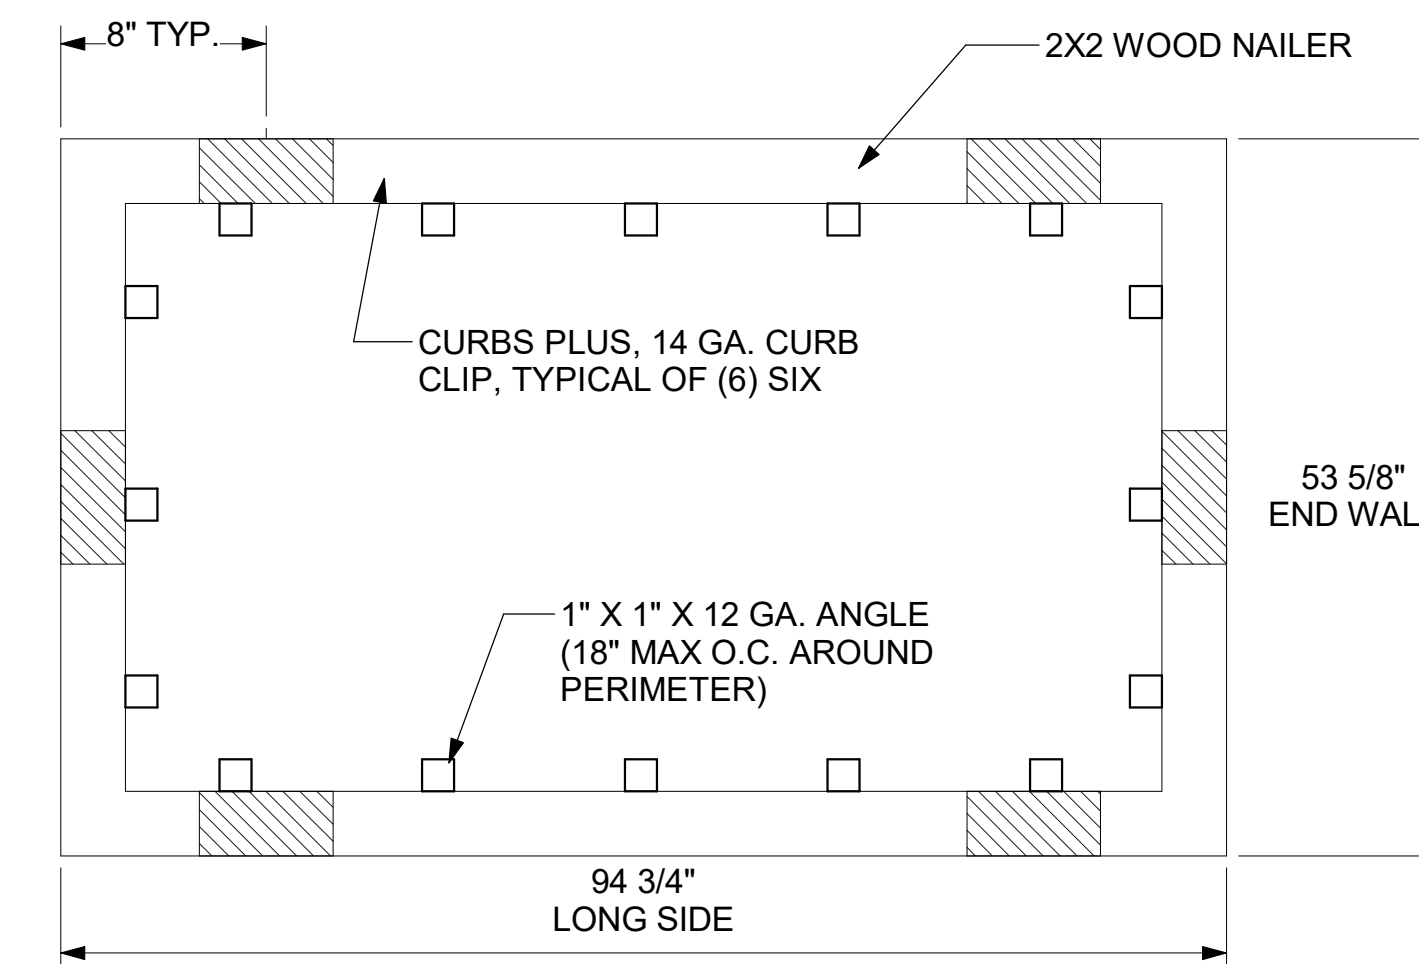 8" TYP.
2X2 WOOD NAILER
CURBS PLUS, 14 GA. CURB
CLIP, TYPICAL OF (6) SIX
53 5/8"
END WAL
1" X 1" X 12 GA. ANGLE
(18" MAX O.C. AROUND
PERIMETER)
94 3/4"
LONG SIDE